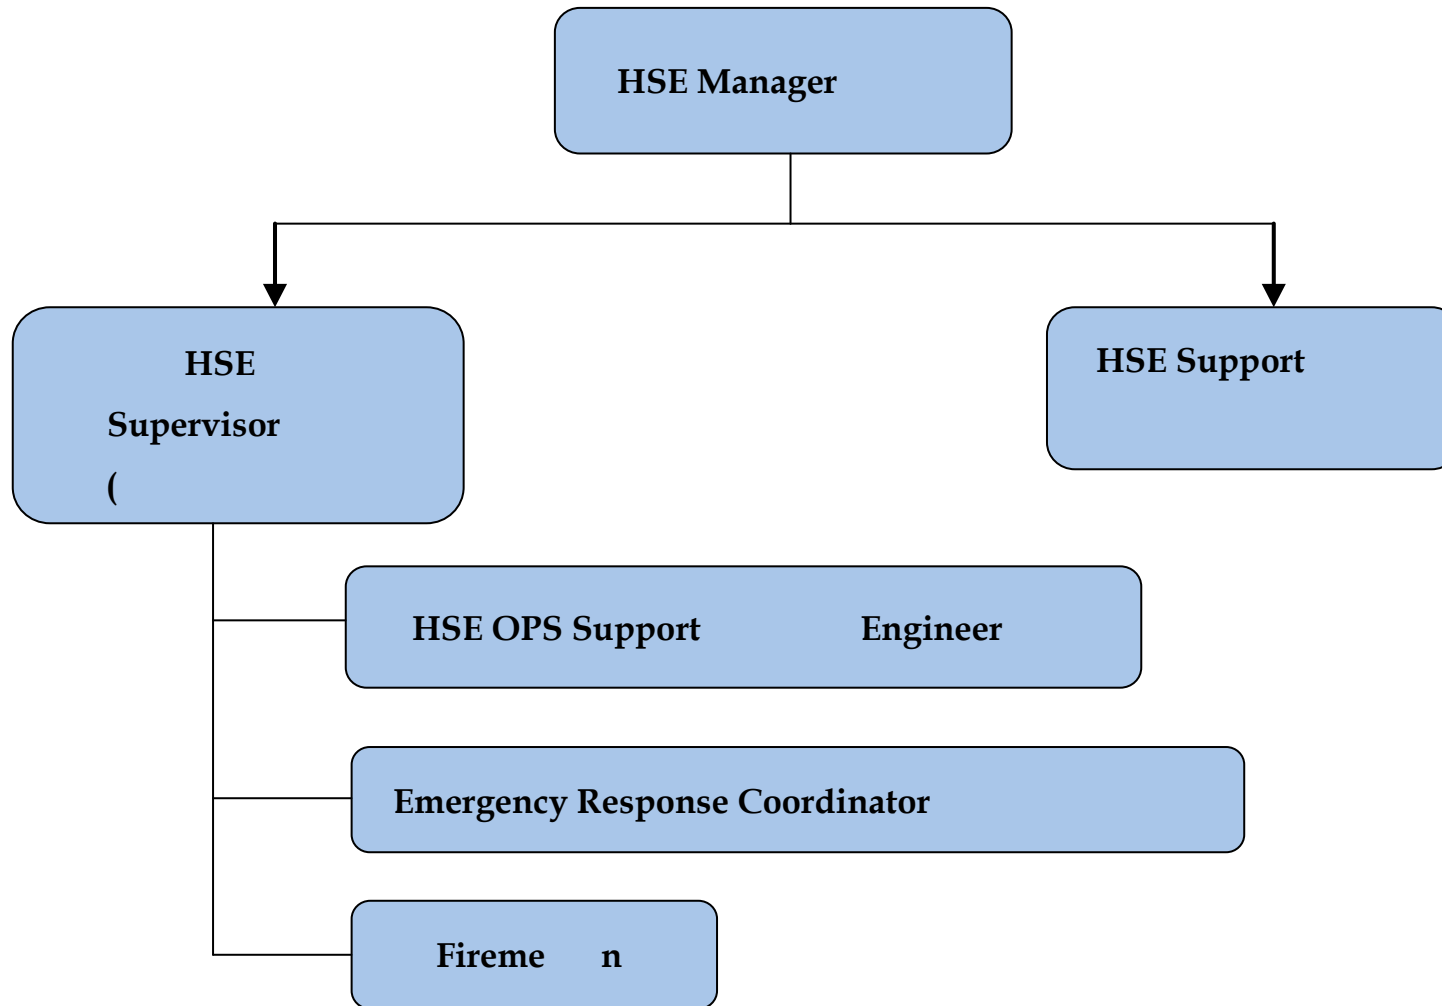 HSE Manager
HSE
Supervisor
(
HSE Support
HSE OPS Support Engineer
Emergency Response Coordinator
Fireme n